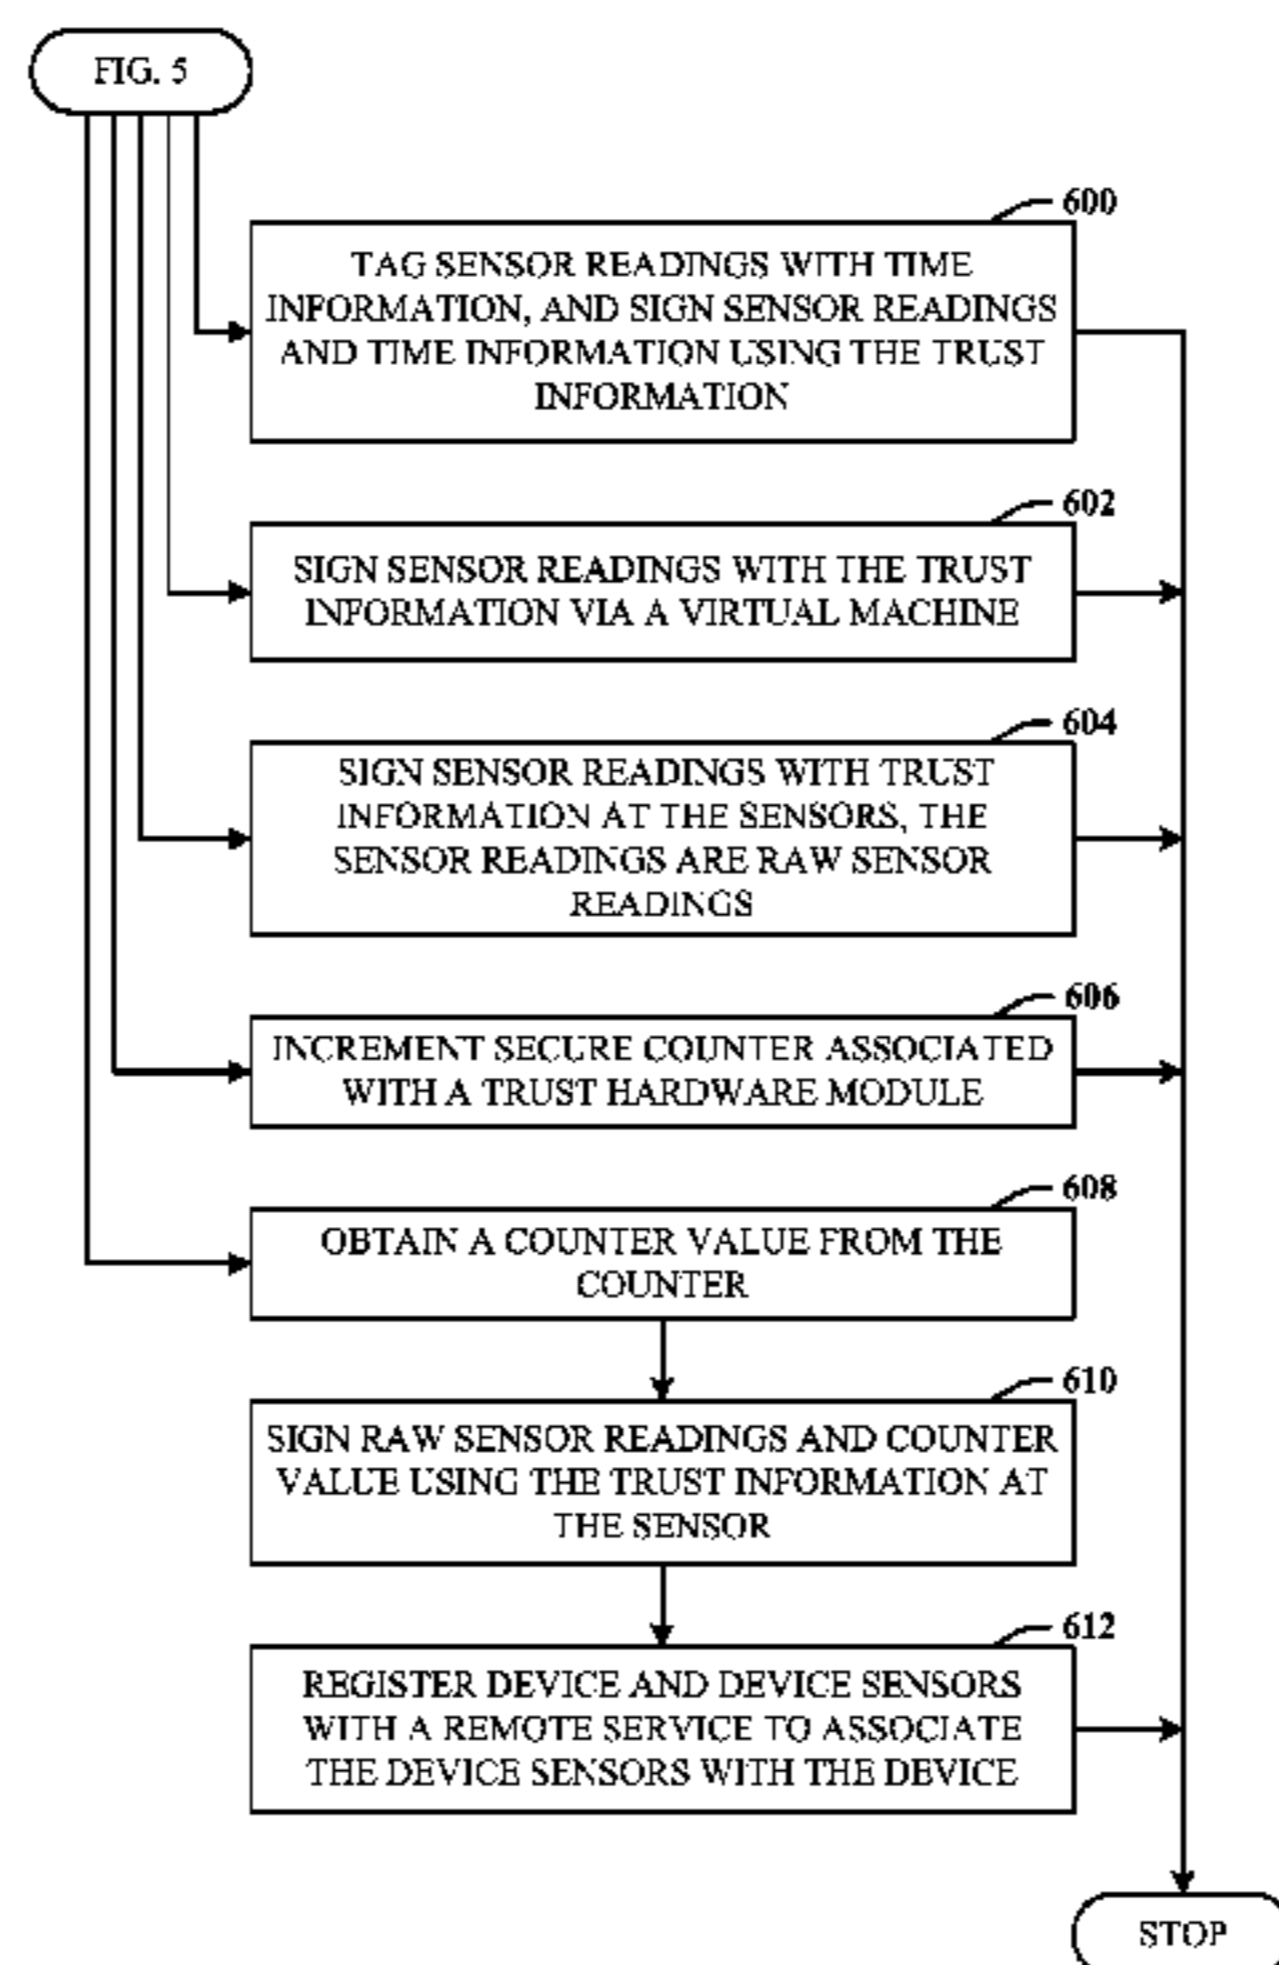 FIG. 5
600
TAG SENSOR READINGS WITH TIME
INFORMATION, AND SIGN SENSOR READINGS
AND TIME INFORMATION USING THE TRUST
INFORMATION
602
SIGN SENSOR READINGS WITH THE TRUST
INFORMATION VIA A VIRTUAL MACHINE
604
SIGN SENSOR READINGS WITH TRUST
INFORMATION AT THE SENSORS, THE
SENSOR READINGS ARE RAW SENSOR
READINGS
606
INCREMENT SECURE COUNTER ASSOCIATED
WITH A TRUST HARDWARE MODULE
608
OBTAIN A COUNTER VALUE FROM THE
COUNTER
610
SIGN RAW SENSOR READINGS AND COUNTER
VALUE USING THE TRUST INFORMATION AT
THE SENSOR
612
REGISTER DEVICE AND DEVICE SENSORS
WITH A REMOTE SERVICE TO ASSOCIATE
THE DEVICE SENSORS WITH THE DEVICE
STOP